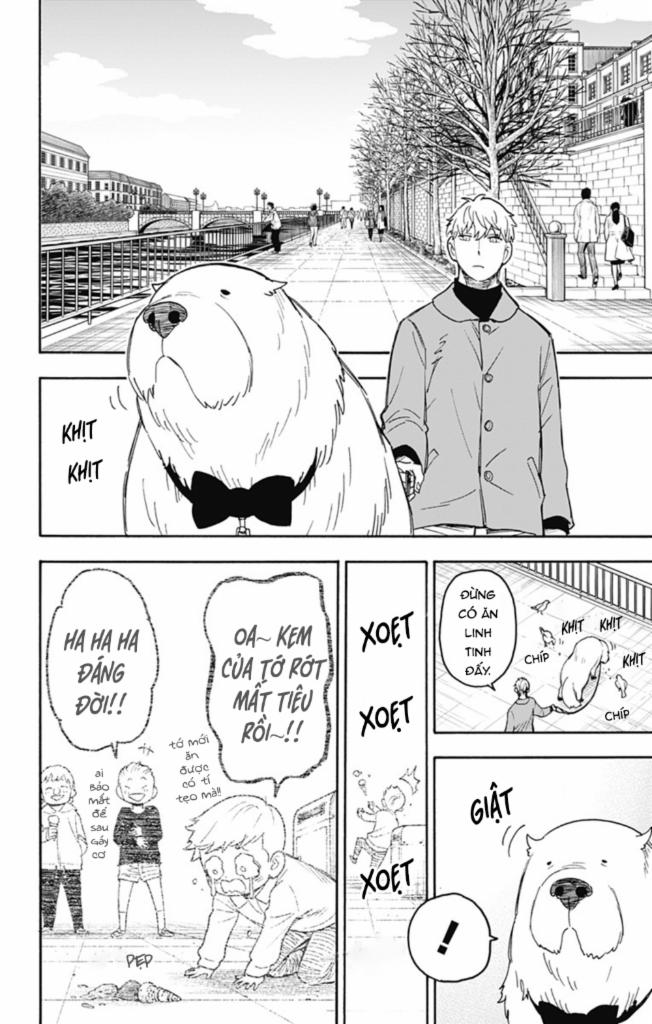 KHỊT
KHỊT
ĐỪNG
CÓ ĂN
LINH
TINH
ĐẤY.
KHỊT
KHỊT
KHỊT
CHÍP
CHÍP
GIẬT
!
XOẸT
XOẸT
XOẸT
OA~ KEM
CỦA TỚ RỚT
MẤT TIÊU
RỒI~!!
tớ mới
ăn
được
có tí
tẹo mà!!
HA HA HA
ĐÁNG
ĐỜI!!
ai
Bảo
mắt
để
sau
Gáy
cơ
PẸP